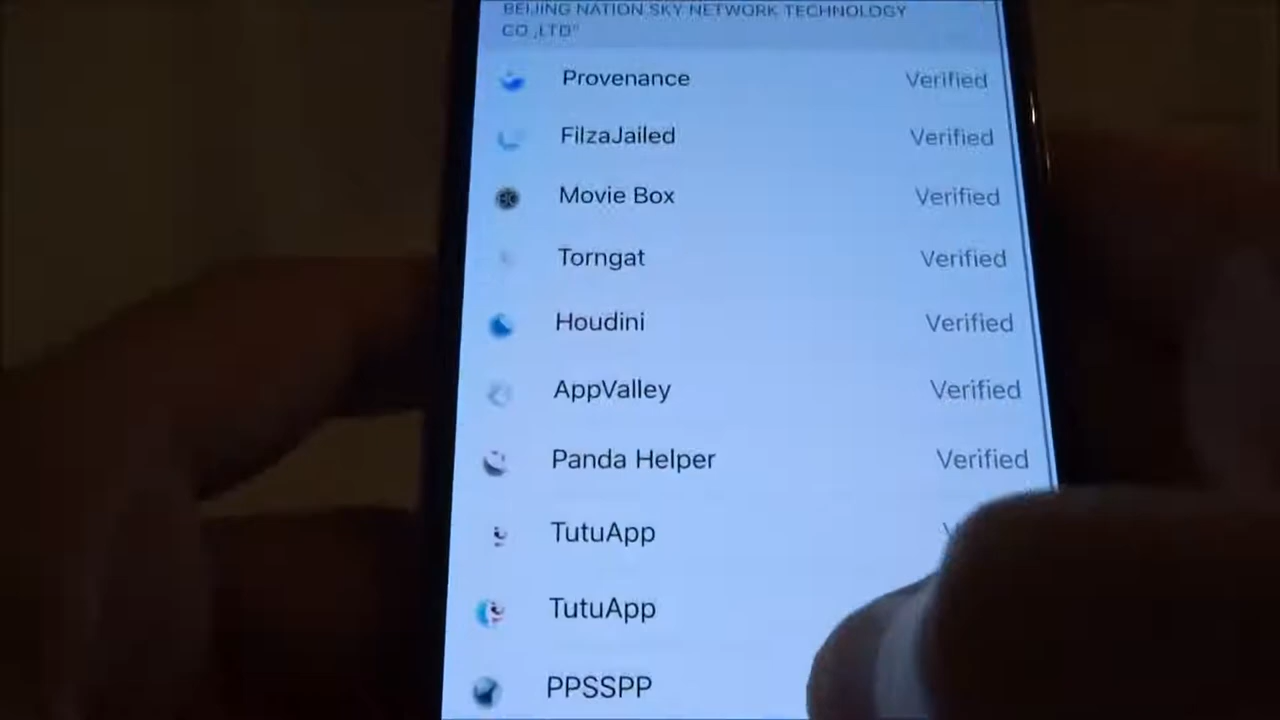 BEIJING NATION SKY NETWORK TECHNOLOGY
CO.,LTD"
Provenance Verified
FilzaJailed Verified
Movie Box Verified
Torngat Verified
Houdini Verified
AppValley Verified
Panda Helper Verified
TutuApp
TutuApp
PPSSPP